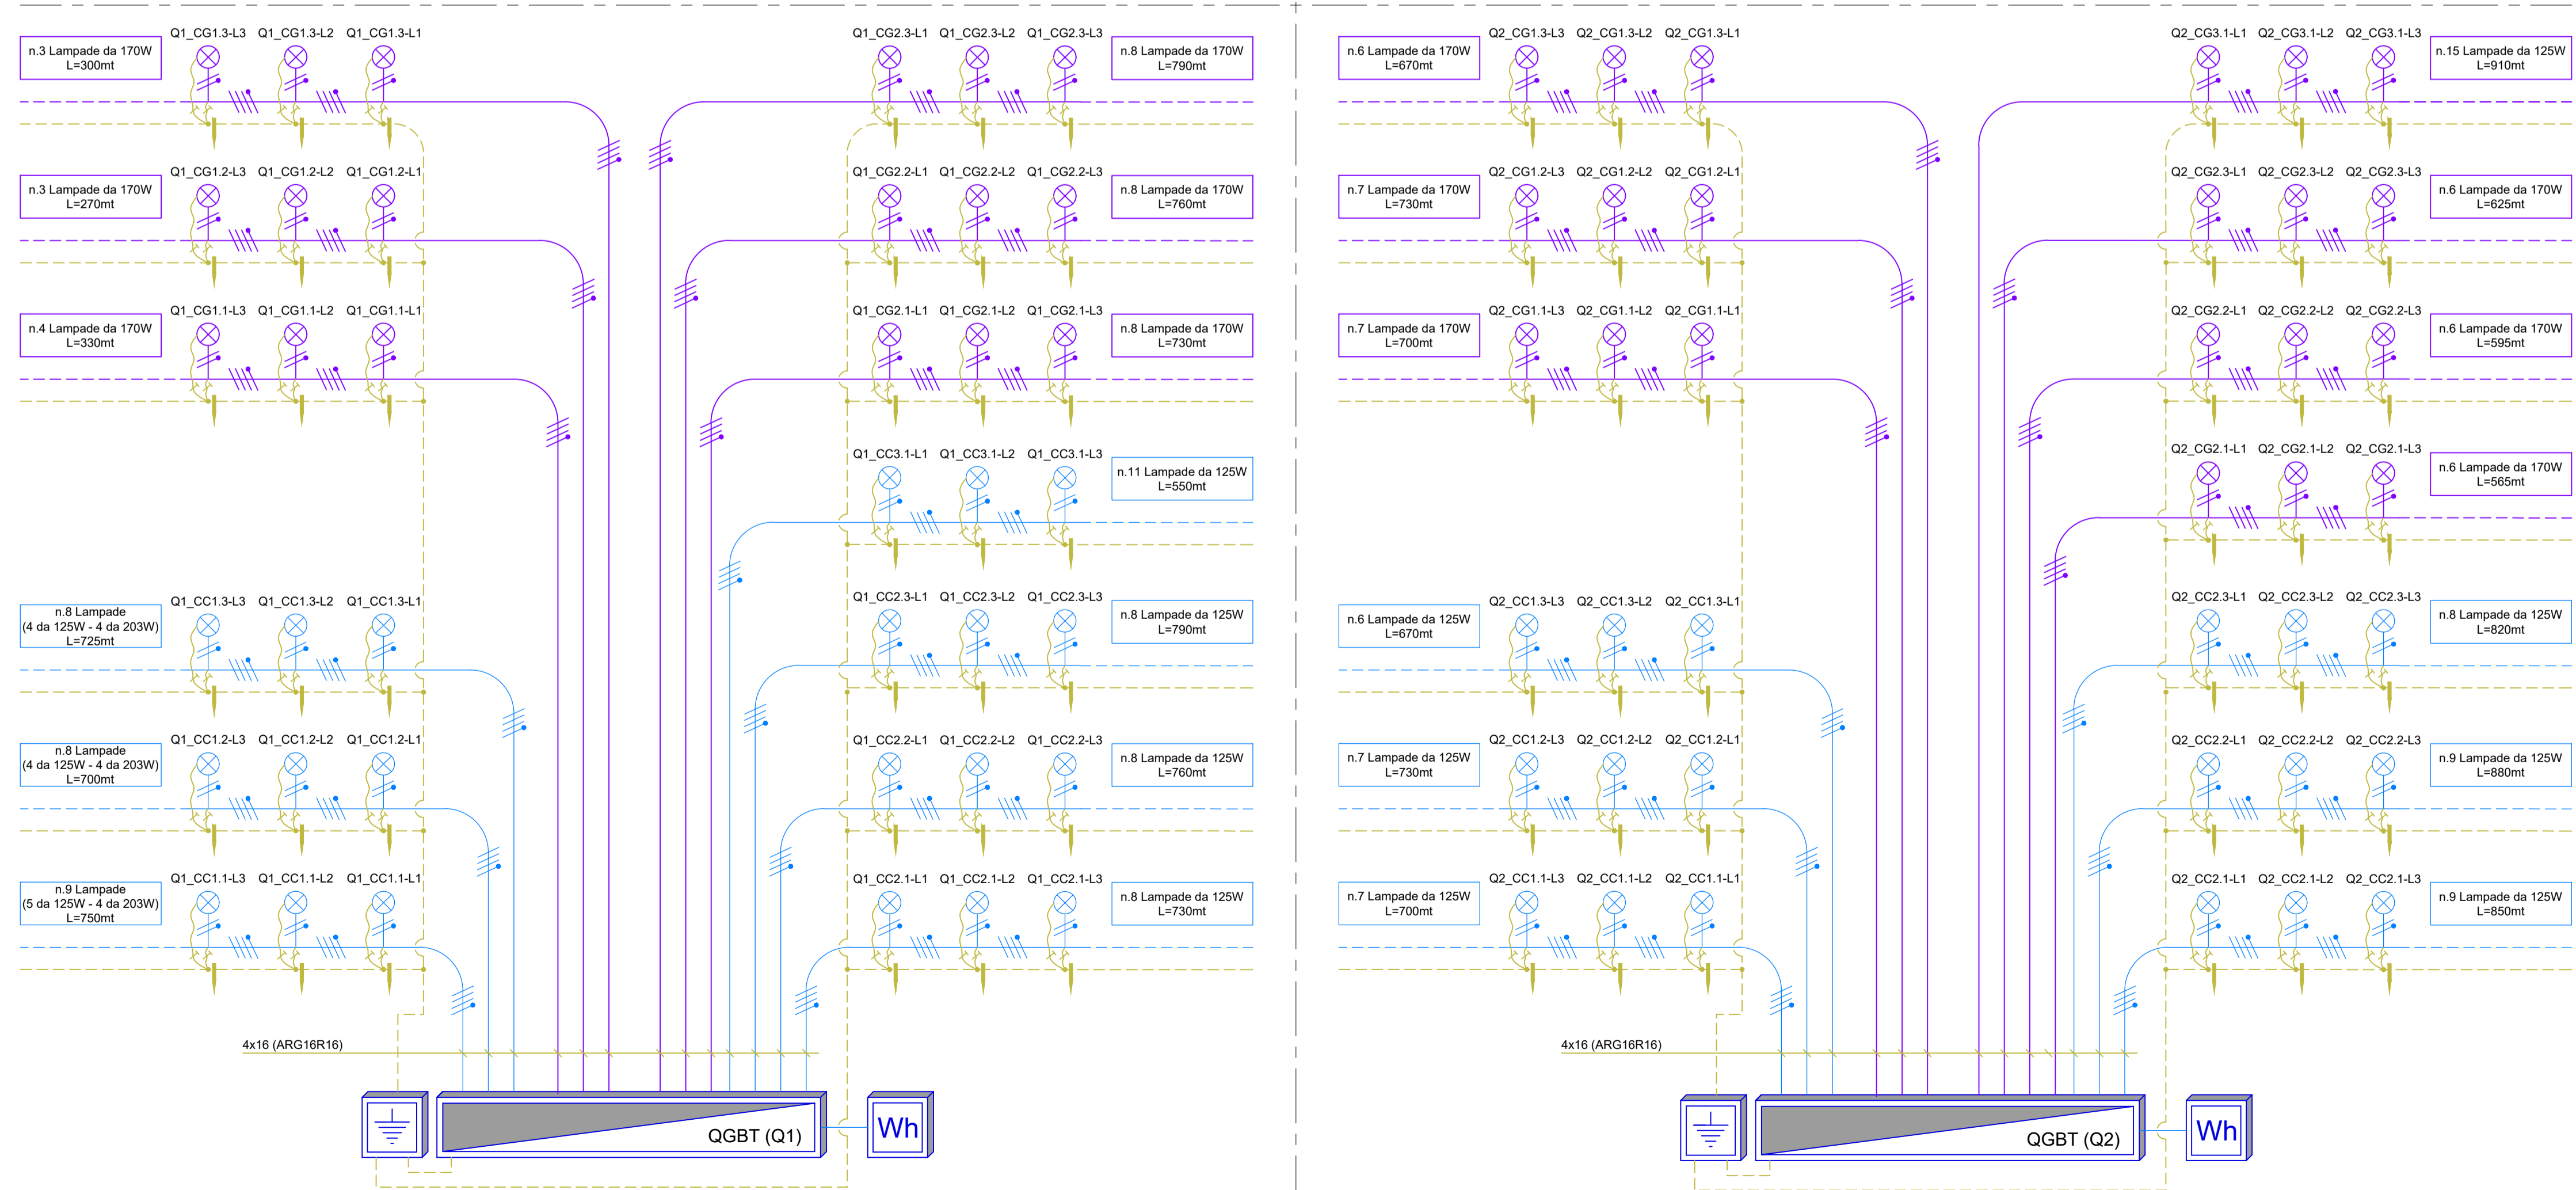 n.3 Lampade da 170W
L=300mt
Q1_CG1.3-L3 Q1_CG1.3-L2 Q1_CG1.3-L1
n.3 Lampade da 170W
L=270mt
Q1_CG1.2-L3 Q1_CG1.2-L2 Q1_CG1.2-L1
n.4 Lampade da 170W
L=330mt
Q1_CG1.1-L3 Q1_CG1.1-L2 Q1_CG1.1-L1
n.8 Lampade
(4 da 125W - 4 da 203W)
L=725mt
Q1_CC1.3-L3 Q1_CC1.3-L2 Q1_CC1.3-L1
n.8 Lampade
(4 da 125W - 4 da 203W)
L=700mt
Q1_CC1.2-L3 Q1_CC1.2-L2 Q1_CC1.2-L1
n.9 Lampade
(5 da 125W - 4 da 203W)
L=750mt
Q1_CC1.1-L3 Q1_CC1.1-L2 Q1_CC1.1-L1
Q1_CG2.3-L1 Q1_CG2.3-L2 Q1_CG2.3-L3
n.8 Lampade da 170W
L=790mt
Q1_CG2.2-L1 Q1_CG2.2-L2 Q1_CG2.2-L3
n.8 Lampade da 170W
L=760mt
Q1_CG2.1-L1 Q1_CG2.1-L2 Q1_CG2.1-L3
n.8 Lampade da 170W
L=730mt
Q1_CC3.1-L1 Q1_CC3.1-L2 Q1_CC3.1-L3
n.11 Lampade da 125W
L=550mt
Q1_CC2.3-L1 Q1_CC2.3-L2 Q1_CC2.3-L3
n.8 Lampade da 125W
L=790mt
Q1_CC2.2-L1 Q1_CC2.2-L2 Q1_CC2.2-L3
n.8 Lampade da 125W
L=760mt
Q1_CC2.1-L1 Q1_CC2.1-L2 Q1_CC2.1-L3
n.8 Lampade da 125W
L=730mt
4x16 (ARG16R16)
QGBT (Q1)
Wh
n.6 Lampade da 170W
L=670mt
Q2_CG1.3-L3 Q2_CG1.3-L2 Q2_CG1.3-L1
n.7 Lampade da 170W
L=730mt
Q2_CG1.2-L3 Q2_CG1.2-L2 Q2_CG1.2-L1
n.7 Lampade da 170W
L=700mt
Q2_CG1.1-L3 Q2_CG1.1-L2 Q2_CG1.1-L1
n.6 Lampade da 125W
L=670mt
Q2_CC1.3-L3 Q2_CC1.3-L2 Q2_CC1.3-L1
n.7 Lampade da 125W
L=730mt
Q2_CC1.2-L3 Q2_CC1.2-L2 Q2_CC1.2-L1
n.7 Lampade da 125W
L=700mt
Q2_CC1.1-L3 Q2_CC1.1-L2 Q2_CC1.1-L1
Q2_CG3.1-L1 Q2_CG3.1-L2 Q2_CG3.1-L3
n.15 Lampade da 125W
L=910mt
Q2_CG2.3-L1 Q2_CG2.3-L2 Q2_CG2.3-L3
n.6 Lampade da 170W
L=625mt
Q2_CG2.2-L1 Q2_CG2.2-L2 Q2_CG2.2-L3
n.6 Lampade da 170W
L=595mt
Q2_CG2.1-L1 Q2_CG2.1-L2 Q2_CG2.1-L3
n.6 Lampade da 170W
L=565mt
Q2_CC2.3-L1 Q2_CC2.3-L2 Q2_CC2.3-L3
n.8 Lampade da 125W
L=820mt
Q2_CC2.2-L1 Q2_CC2.2-L2 Q2_CC2.2-L3
n.9 Lampade da 125W
L=880mt
Q2_CC2.1-L1 Q2_CC2.1-L2 Q2_CC2.1-L3
n.9 Lampade da 125W
L=850mt
4x16 (ARG16R16)
QGBT (Q2)
Wh